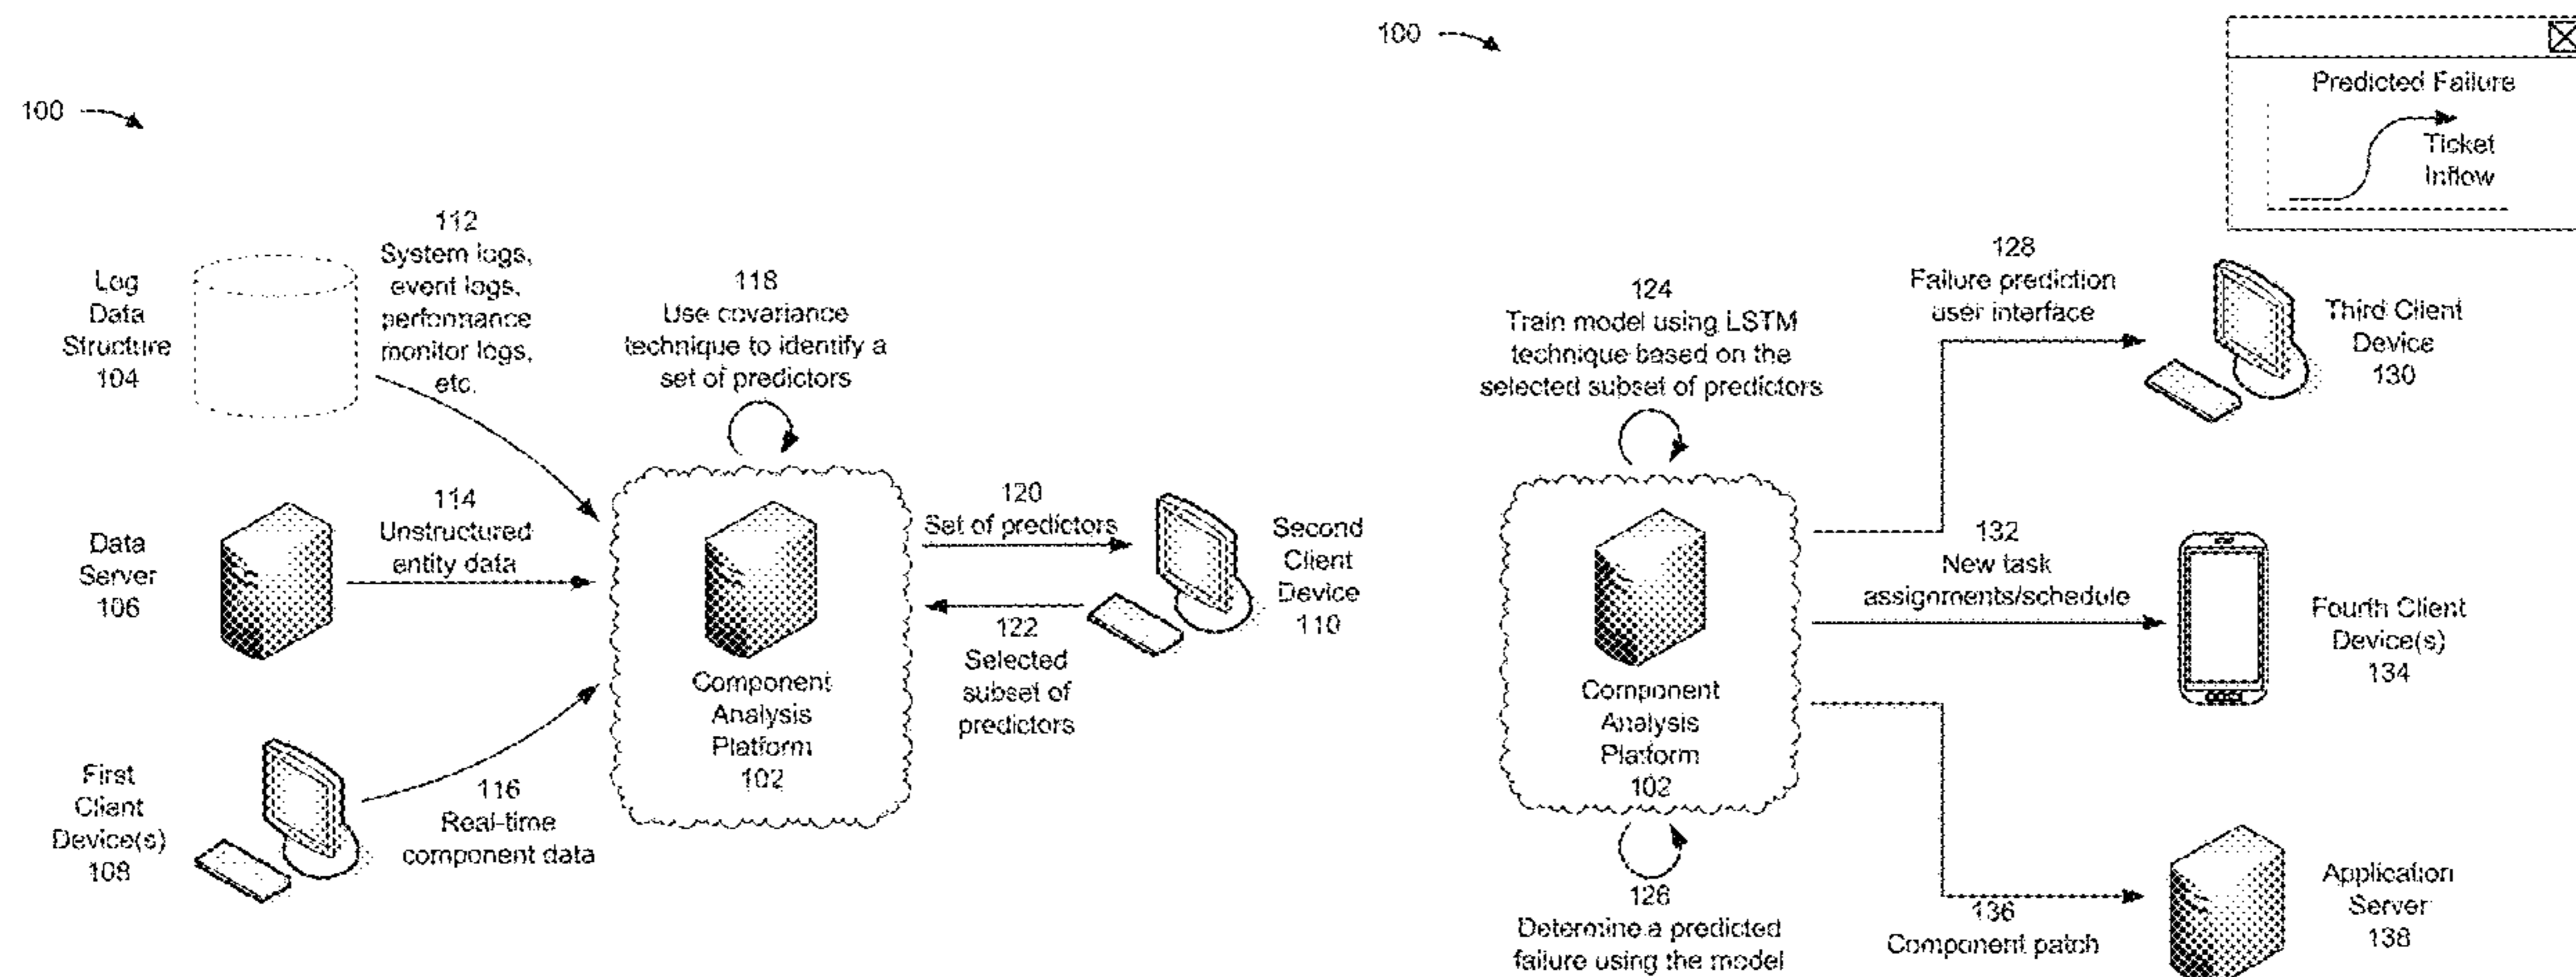 100
112
System logs,
event logs,
performance
monitor logs,
etc.
Log
Data
Structure
104
118
Use covariance
technique to identify a
set of predictors
Data
Server
106
114
Unstructured
entity data
Component
Analysis
Platform
102
120
Set of predictors
122
Selected
subset of
predictors
Second
Client
Device
110
First
Client
Device(s)
108
116
Real-time
component data
100
Predicted Failure
Ticket
Inflow
124
Train model using LSTM
technique based on the
selected subset of predictors
128
Failure prediction
user interface
Third Client
Device
130
Component
Analysis
Platform
102
132
New task
assignments/schedule
Fourth Client
Device(s)
134
126
Determine a predicted
failure using the model
136
Component patch
Application
Server
138